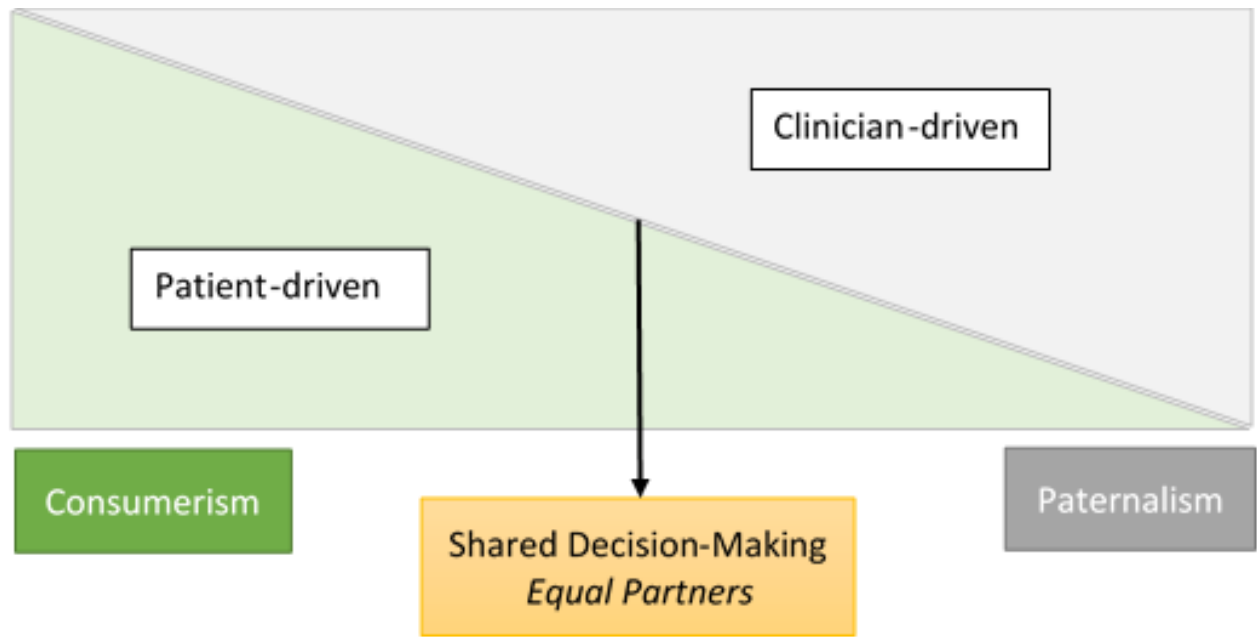 Clinician-driven
Patient-driven
Consumerism
Paternalism
Shared Decision-Making
Equal Partners